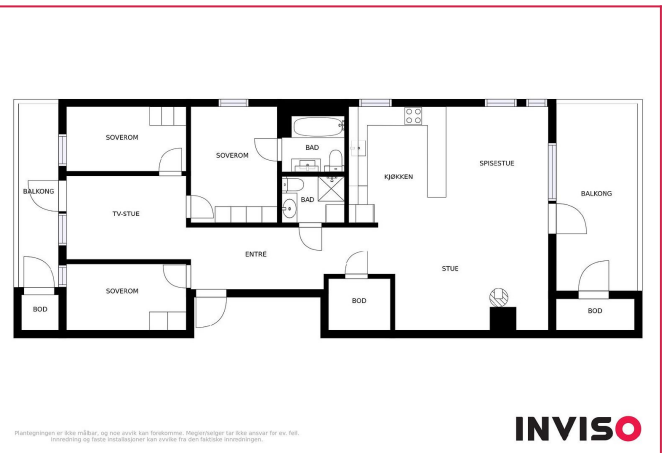 SOVEROM
SOVEROM
BAD
BALKONG
TV-STUE
KJØKKEN
SPISESTUE
BALKONG
BAD
ENTRE
STUE
SOVEROM
BOD
BOD
BOD
Plantegningen er ikke målbar, og noe avvik kan forekomme. Megler/selger tar ikke ansvar for ev. feil.
Innredning og faste installasjoner kan avvike fra den faktiske innredningen.
INVISO